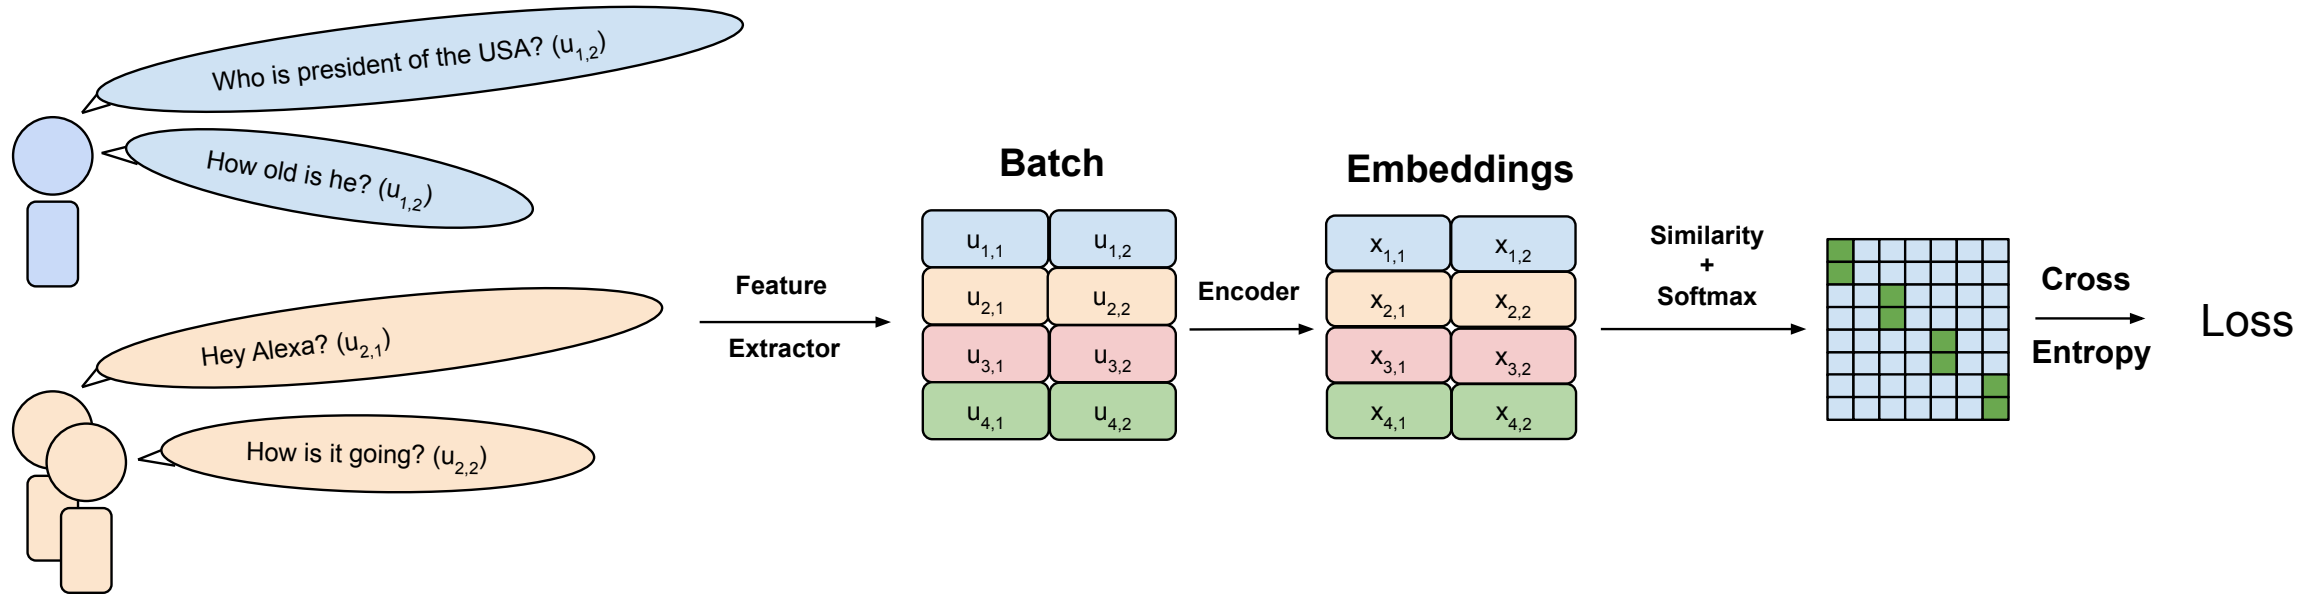 Who is president of the USA? (u1,2)
How old is he? (u1,2)
Hey Alexa? (u2,1)
How is it going? (u2,2)
Feature
Extractor
Batch
u1,1 u1,2
u2,1 u2,2
u3,1 u3,2
u4,1 u4,2
Encoder
Embeddings
x1,1 x1,2
x2,1 x2,2
x3,1 x3,2
x4,1 x4,2
Similarity
+
Softmax
Cross
Entropy
Loss